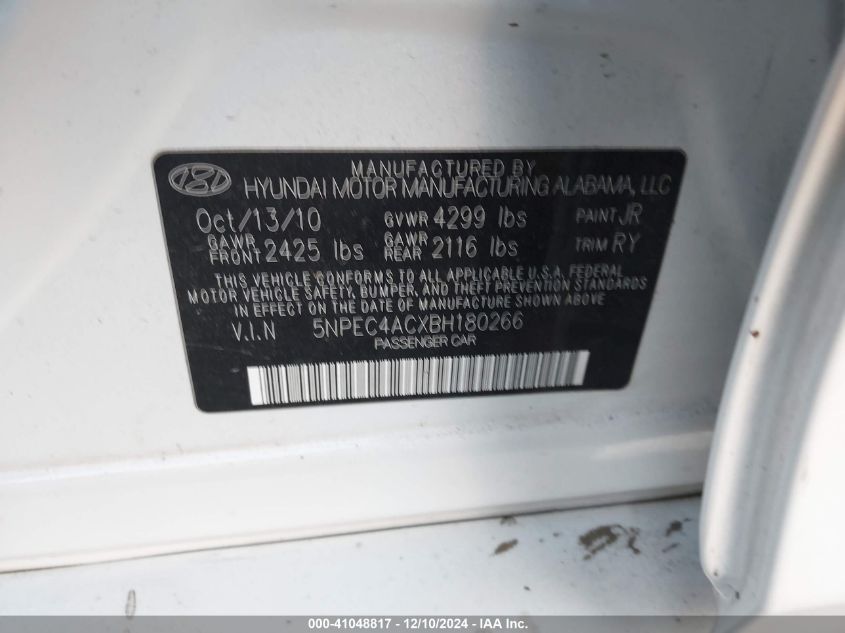 MANUFACTURED BY
HYUNDAI MOTOR MANUFACTURING ALABAMA, LLC
Oct/13/10 GVWR 4299 lbs PAINT JR
GAWR FRONT 2425 lbs GAWR REAR 2116 lbs TRIM RY
THIS VEHICLE CONFORMS TO ALL APPLICABLE U.S.A. FEDERAL
MOTOR VEHICLE SAFETY, BUMPER, AND THEFT PREVENTION STANDARDS
IN EFFECT ON THE DATE OF MANUFACTURE SHOWN ABOVE.
V.I.N 5NPEC4ACXBH180266
PASSENGER CAR
000-41048817 - 12/10/2024 - IAA Inc.